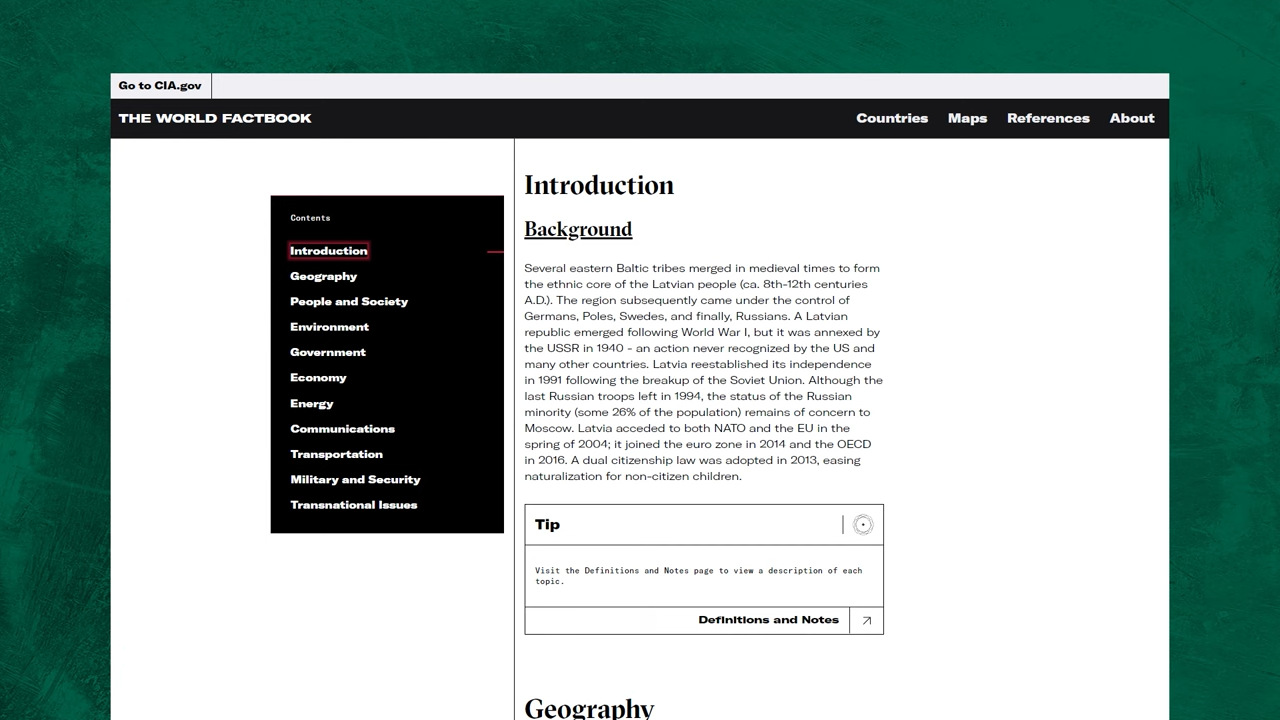 Go to CIA.gov
THE WORLD FACTBOOK
Countries Maps References About
Contents
Introduction
Geography
People and Society
Environment
Government
Economy
Energy
Communications
Transportation
Military and Security
Transnational Issues
Introduction
Background
Several eastern Baltic tribes merged in medieval times to form
the ethnic core of the Latvian people (ca. 8th-12th centuries
A.D.). The region subsequently came under the control of
Germans, Poles, Swedes, and finally, Russians. A Latvian
republic emerged following World War I, but it was annexed by
the USSR in 1940 - an action never recognized by the US and
many other countries. Latvia reestablished its independence
in 1991 following the breakup of the Soviet Union. Although the
last Russian troops left in 1994, the status of the Russian
minority (some 26% of the population) remains of concern to
Moscow. Latvia acceded to both NATO and the EU in the
spring of 2004; it joined the euro zone in 2014 and the OECD
in 2016. A dual citizenship law was adopted in 2013, easing
naturalization for non-citizen children.
Tip
Visit the Definitions and Notes page to view a description of each
topic.
Definitions and Notes
Geography